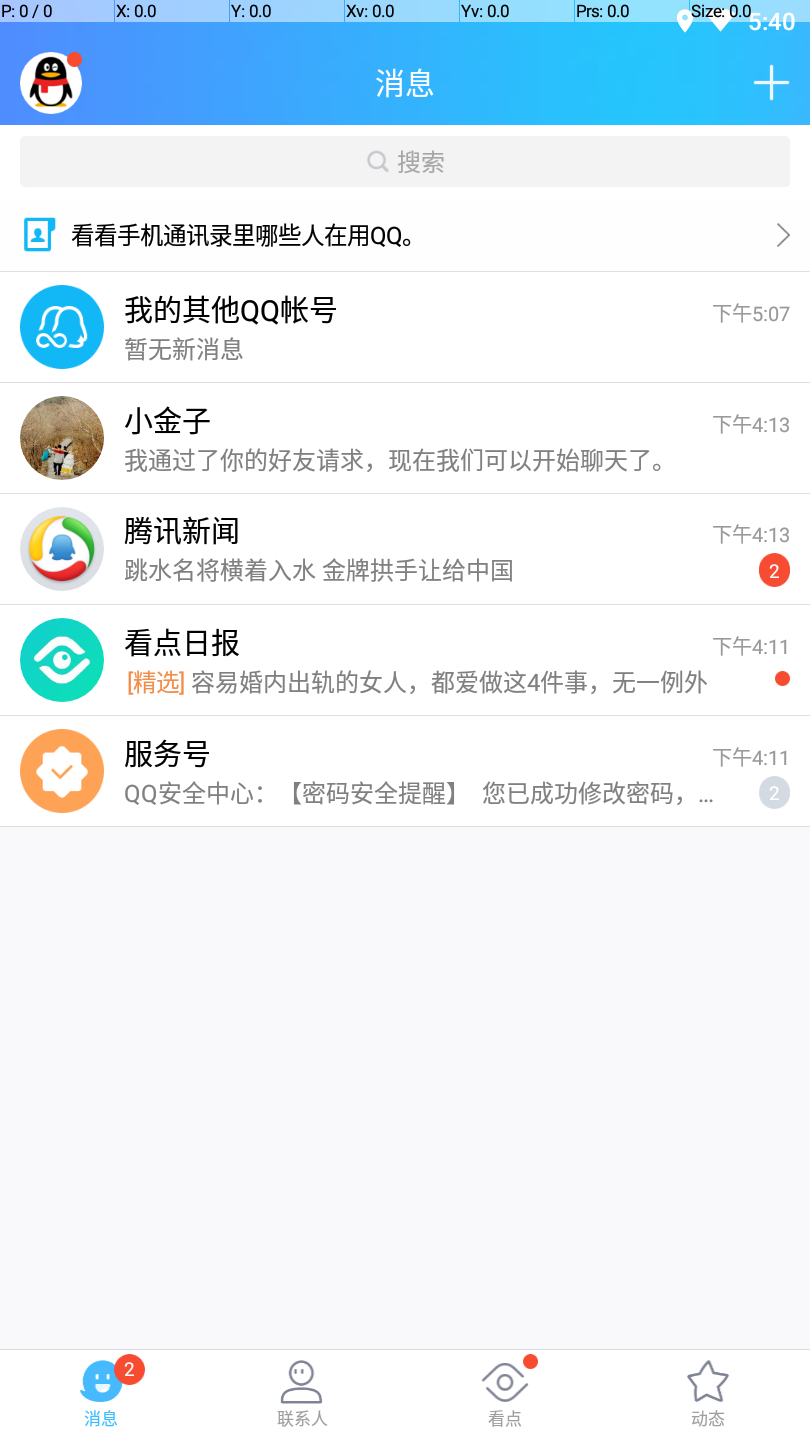 P: 0 / 0 X: 0.0 Y: 0.0 Xv: 0.0 Yv: 0.0 Prs: 0.0 Size: 0.0
5:40
消息
搜索
看看手机通讯录里哪些人在用QQ。
我的其他QQ帐号 下午5:07
暂无新消息
小金子 下午4:13
我通过了你的好友请求，现在我们可以开始聊天了。
腾讯新闻 下午4:13
跳水名将横着入水 金牌拱手让给中国 2
看点日报 下午4:11
[精选] 容易婚内出轨的女人，都爱做这4件事，无一例外
服务号 下午4:11
QQ安全中心：【密码安全提醒】 您已成功修改密码，... 2
2
消息 联系人 看点 动态